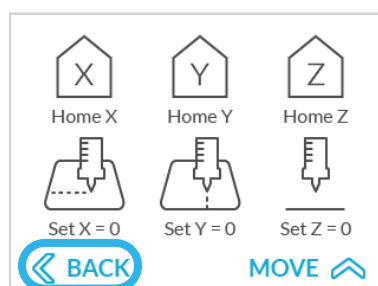 X Y Z
Home X Home Y Home Z
Set X = 0 Set Y = 0 Set Z = 0
BACK MOVE